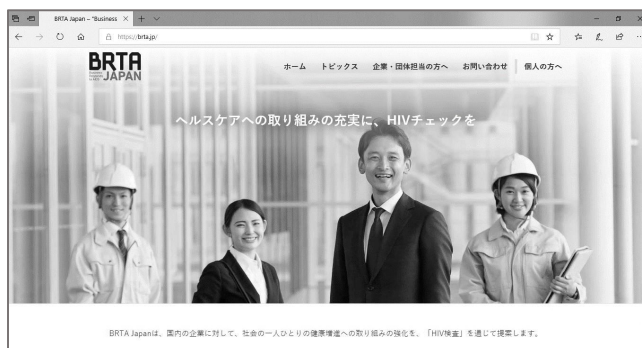 BRTA Japan – "Business
https://brta.jp/
BRTA
JAPAN
ホーム トピックス 企業・団体担当の方へ お問い合わせ 個人の方へ
ヘルスケアへの取り組みの充実に、HIVチェックを
BRTA Japanは、国内の企業に対して、社会の一人ひとりの健康増進への取り組みの強化を、「HIV検査」を通じて提案します。